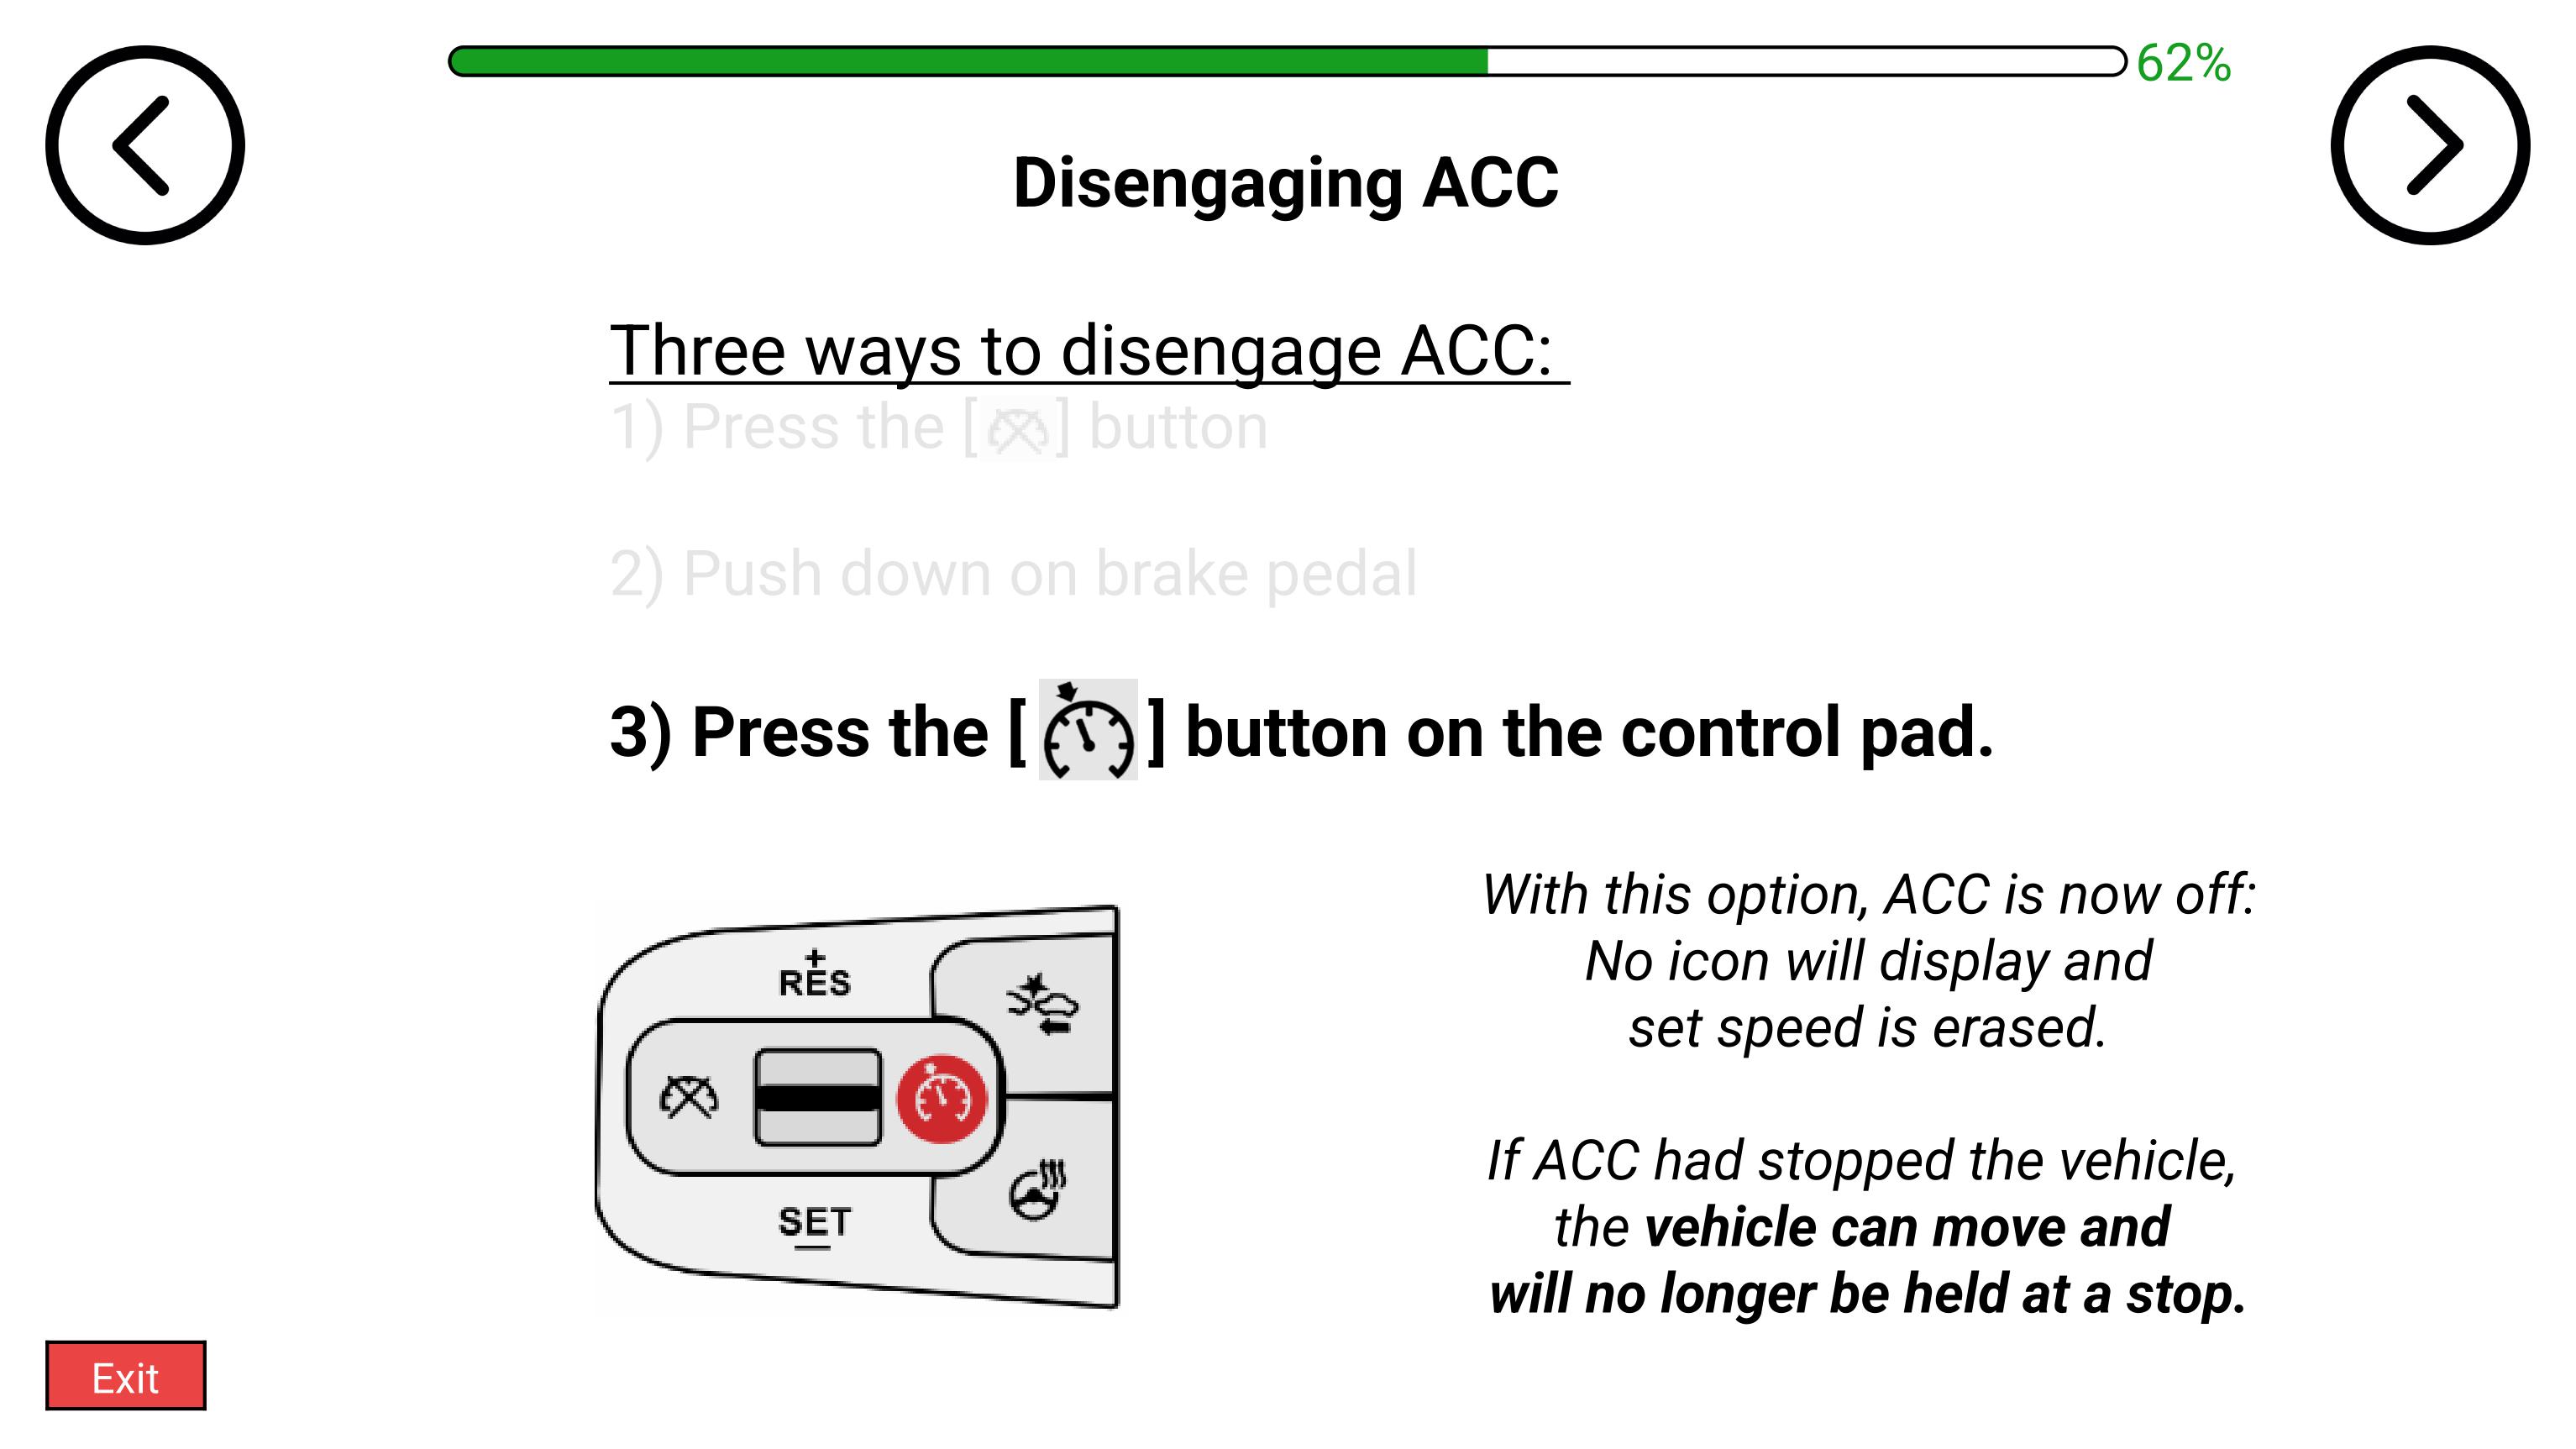 62%
Disengaging ACC
Three ways to disengage ACC:
1) Press the [ ] button
2) Push down on brake pedal
3) Press the [ ] button on the control pad.
+
RES
SET
—
With this option, ACC is now off:
No icon will display and
set speed is erased.
If ACC had stopped the vehicle,
the vehicle can move and
will no longer be held at a stop.
Exit